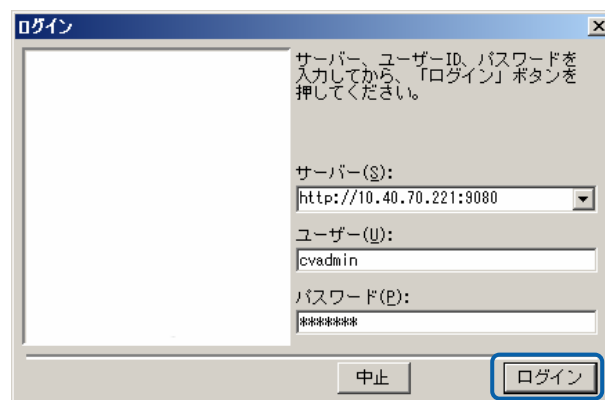 ログイン
サーバー、ユーザーID、パスワードを
入力してから、「ログイン」ボタンを
押してください。
サーバー(S):
http://10.40.70.221:9080
ユーザー(U):
cvadmin
パスワード(P):
*******
中止
ログイン